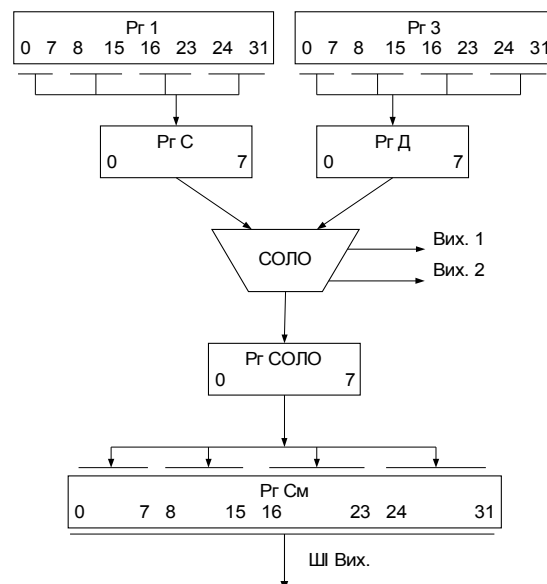 Рг 1
Рг 3
0 7 8 15 16 23 24 31
0 7 8 15 16 23 24 31
Рг С
Рг Д
0 7
0 7
СОЛО
Вих. 1
Вих. 2
Рг СОЛО
0 7
Рг См
0 7 8 15 16 23 24 31
ШІ Вих.